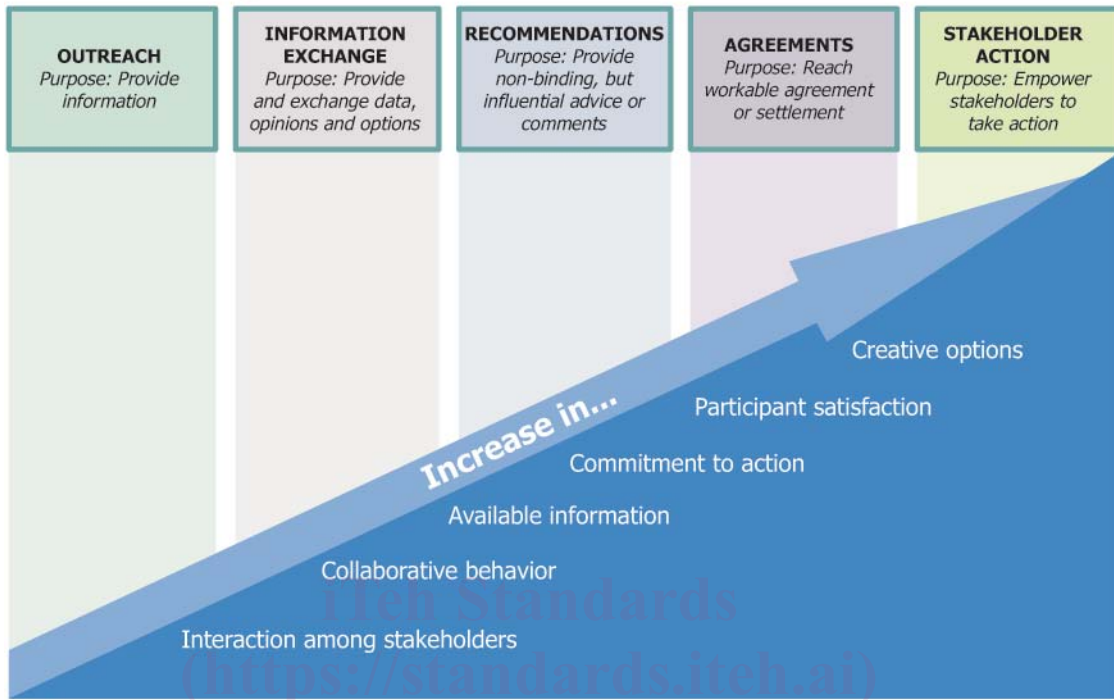 OUTREACH
Purpose: Provide
information
INFORMATION
EXCHANGE
Purpose: Provide
and exchange data,
opinions and options
RECOMMENDATIONS
Purpose: Provide
non-binding, but
influential advice or
comments
AGREEMENTS
Purpose: Reach
workable agreement
or settlement
STAKEHOLDER
ACTION
Purpose: Empower
stakeholders to
take action
Increase in...
Creative options
Participant satisfaction
Commitment to action
Available information
Collaborative behavior
iTeh Standards
Interaction among stakeholders
(https://standards.iteh.ai)